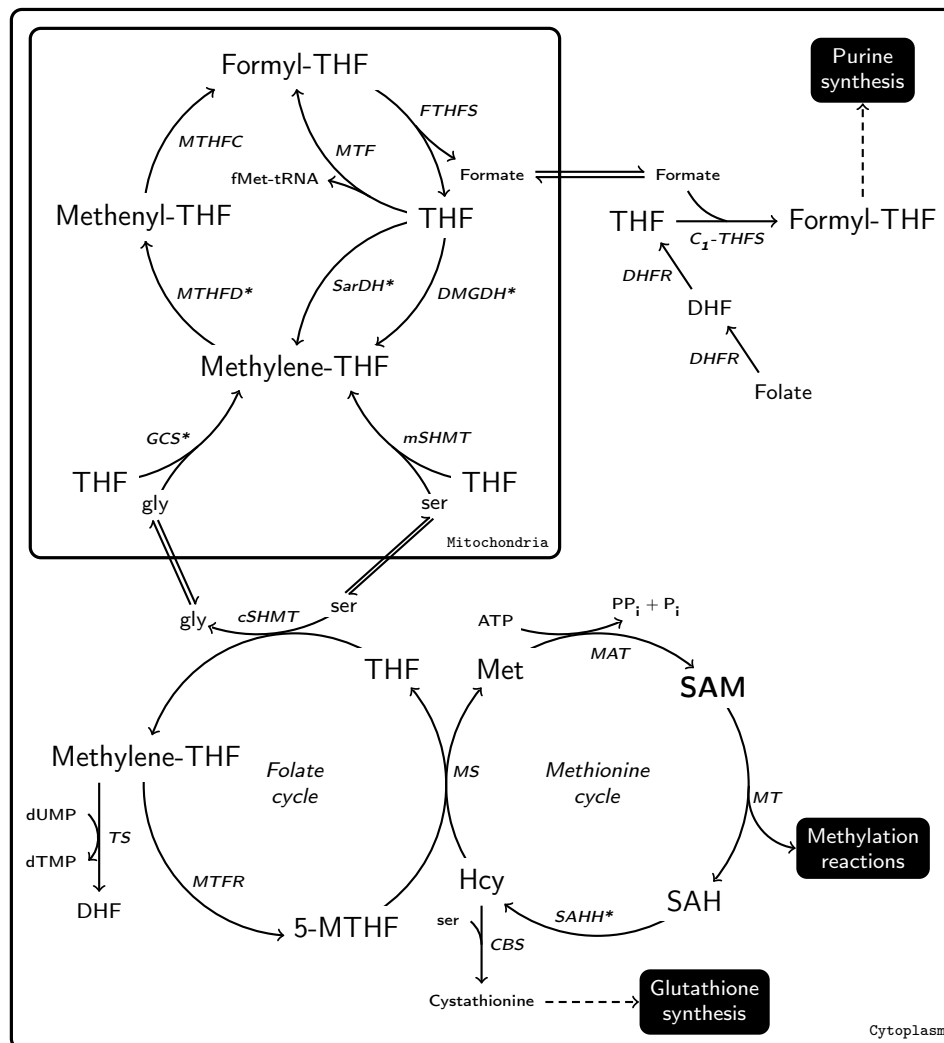 Formyl-THF
Purine
synthesis
FTHFS
MTHFC
MTF
fMet-tRNA
Formate
Formate
Methenyl-THF
THF
THF
Formyl-THF
C1-THFS
MTHFD*
SarDH*
DMGDH*
DHFR
DHF
DHFR
Methylene-THF
Folate
GCS*
mSHMT
THF
THF
gly
ser
Mitochondria
gly
cSHMT
ser
ATP
PPi + Pi
MAT
THF
Met
SAM
Methylene-THF
Folate
cycle
MS
Methionine
cycle
MT
dUMP
TS
dTMP
Methylation
reactions
MTFR
Hcy
DHF
5-MTHF
SAHH*
SAH
ser
CBS
Cystathionine
Glutathione
synthesis
Cytoplasm